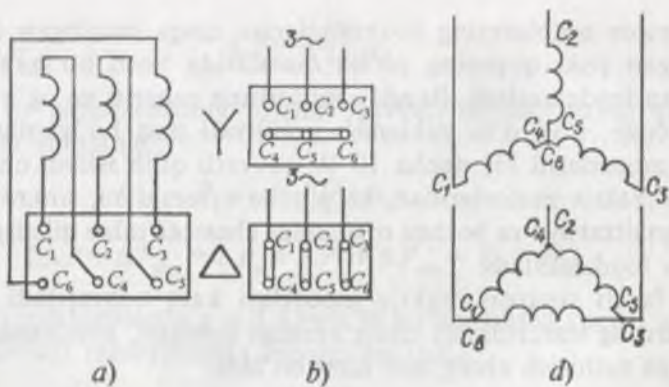 3~
C₁ C₂ C₃
C₄ C₅ C₆
3~
C₁ C₂ C₃
C₄ C₅ C₆
C₁ C₂ C₃
C₆ C₄ C₅
C₂
C₄ C₅
C₆
C₁ C₃
C₂
C₄
C₁ C₅
C₆ C₃
a) b) d)